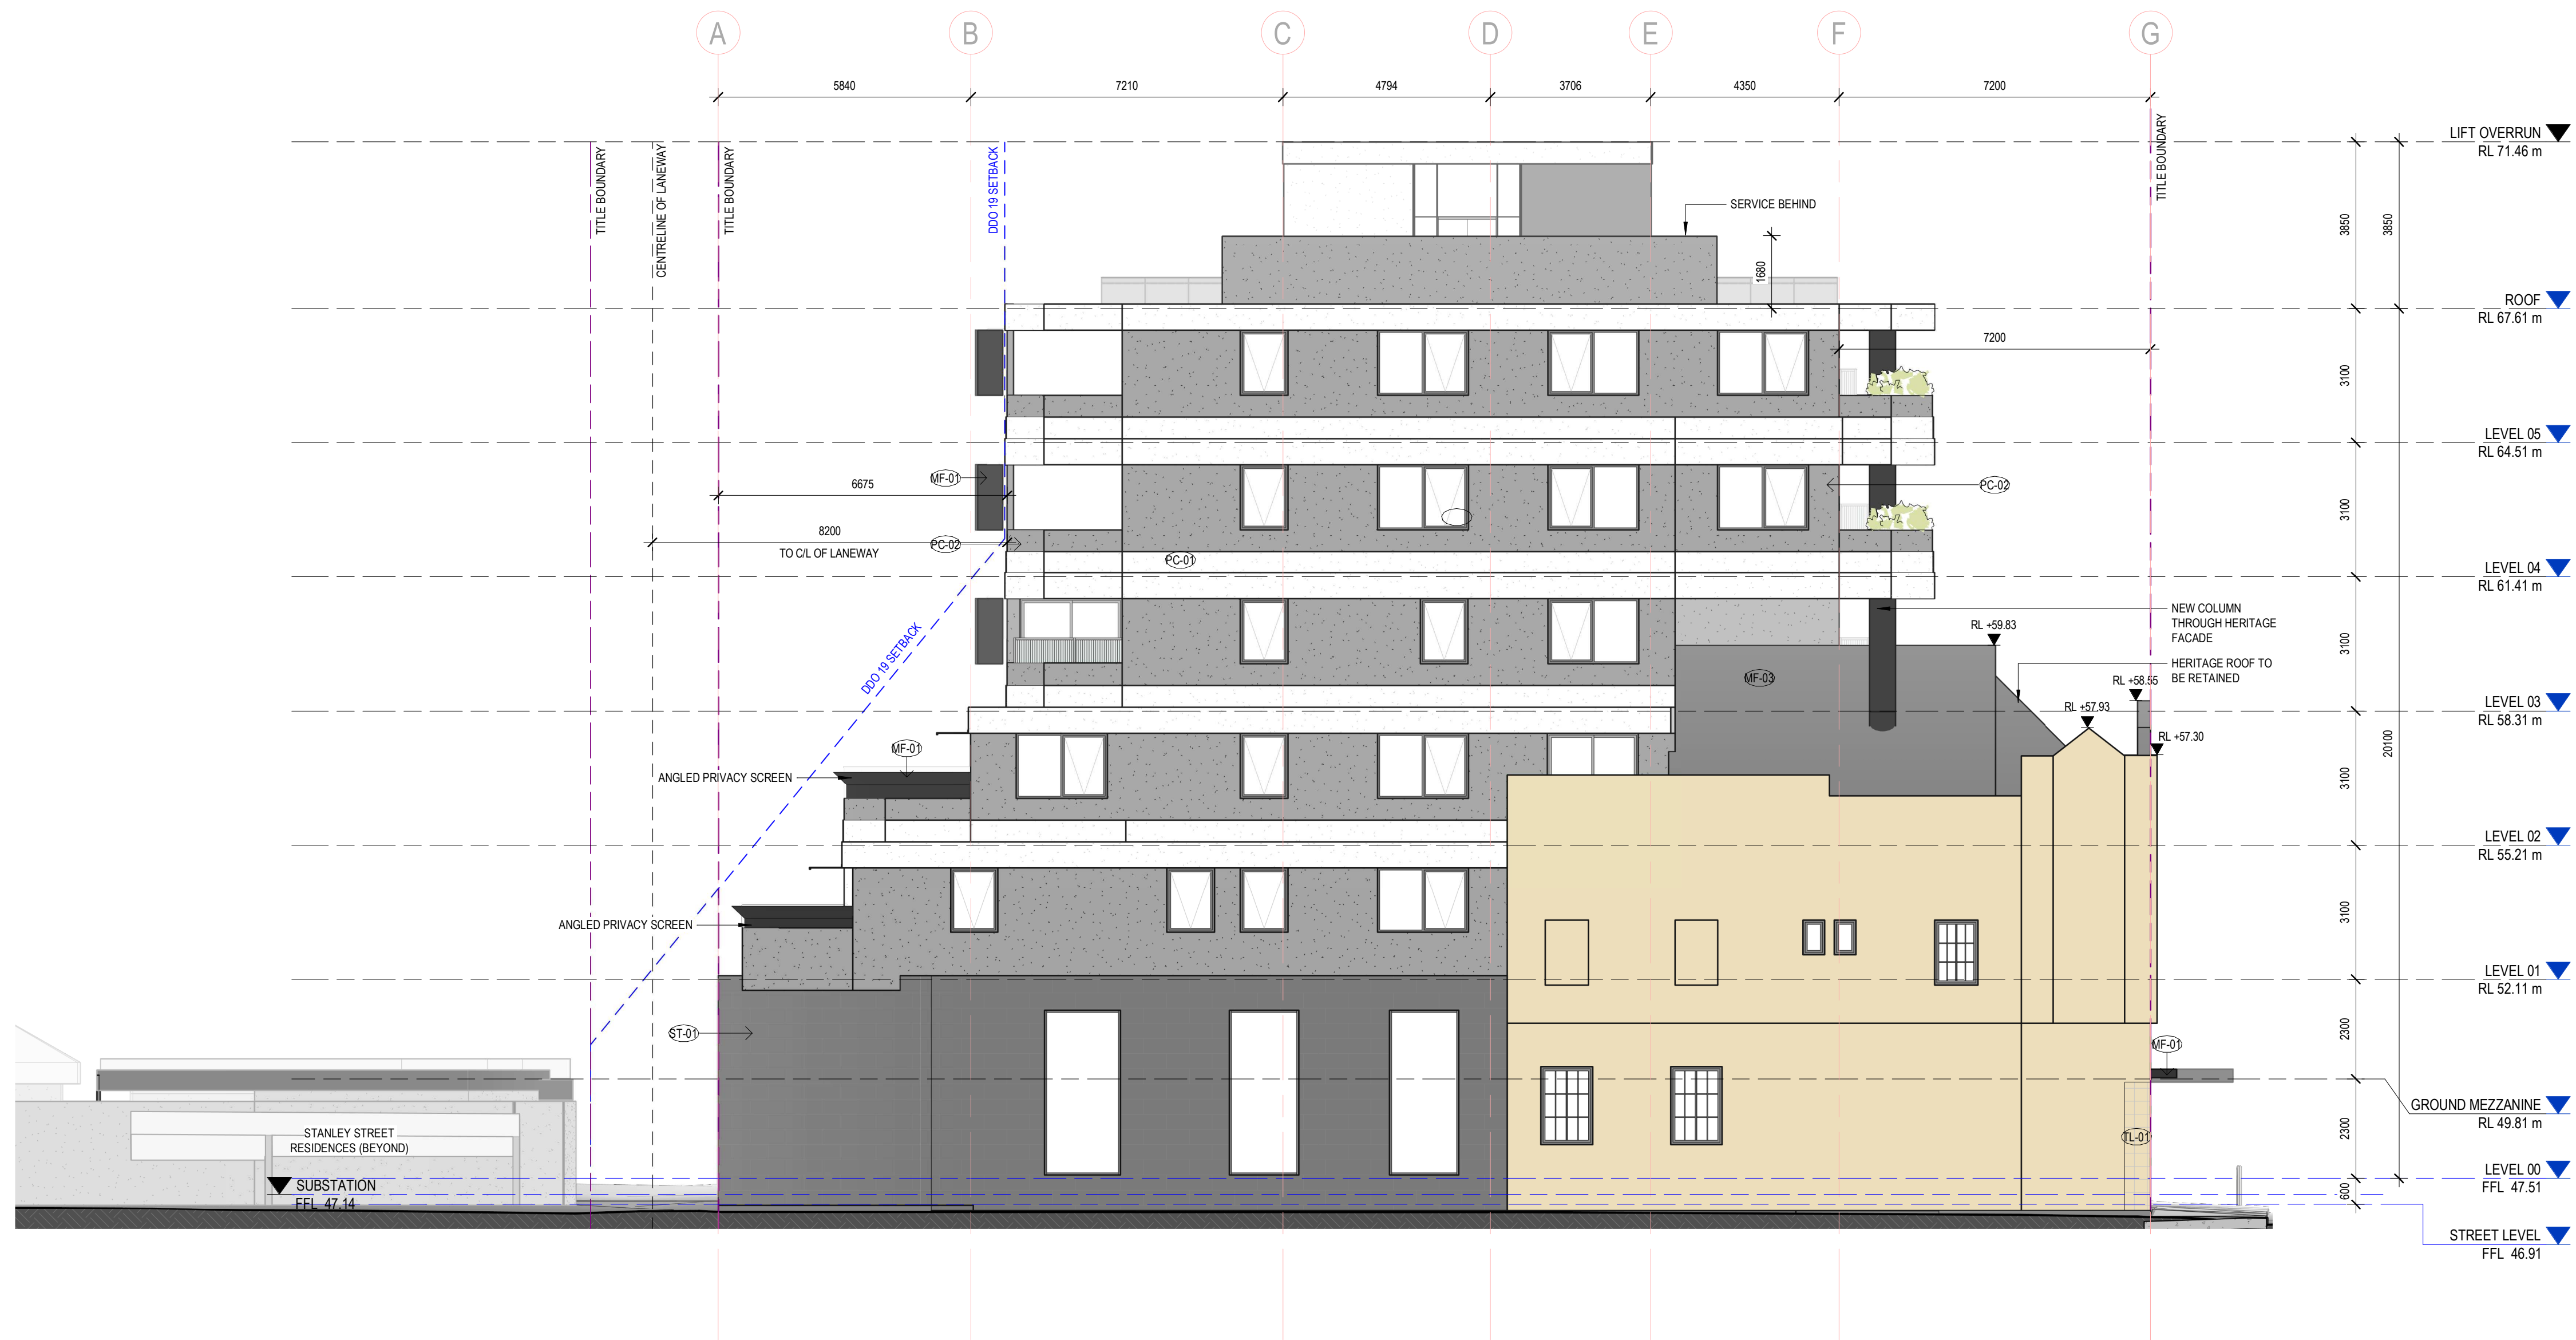 A B C D E F G
5840 7210 4794 3706 4350 7200
LIFT OVERRUN
RL 71.46 m
TITLE BOUNDARY
CENTRELINE OF LANEWAY
TITLE BOUNDARY
DDO 19 SETBACK
TITLE BOUNDARY
SERVICE BEHIND
1680
3850
3850
ROOF
RL 67.61 m
7200
3100
LEVEL 05
RL 64.51 m
MF-01
6675
PC-02
3100
8200
TO C/L OF LANEWAY
PC-02
PC-01
LEVEL 04
RL 61.41 m
DDO 19 SETBACK
NEW COLUMN
THROUGH HERITAGE
FACADE
RL +59.83
3100
HERITAGE ROOF TO
BE RETAINED
MF-03
RL +58.55
LEVEL 03
RL 58.31 m
RL +57.93
RL +57.30
MF-01
ANGLED PRIVACY SCREEN
3100
20100
LEVEL 02
RL 55.21 m
ANGLED PRIVACY SCREEN
3100
LEVEL 01
RL 52.11 m
ST-01
2300
MF-01
GROUND MEZZANINE
RL 49.81 m
STANLEY STREET
RESIDENCES (BEYOND)
TL-01
2300
LEVEL 00
FFL 47.51
SUBSTATION
FFL 47.14
600
STREET LEVEL
FFL 46.91